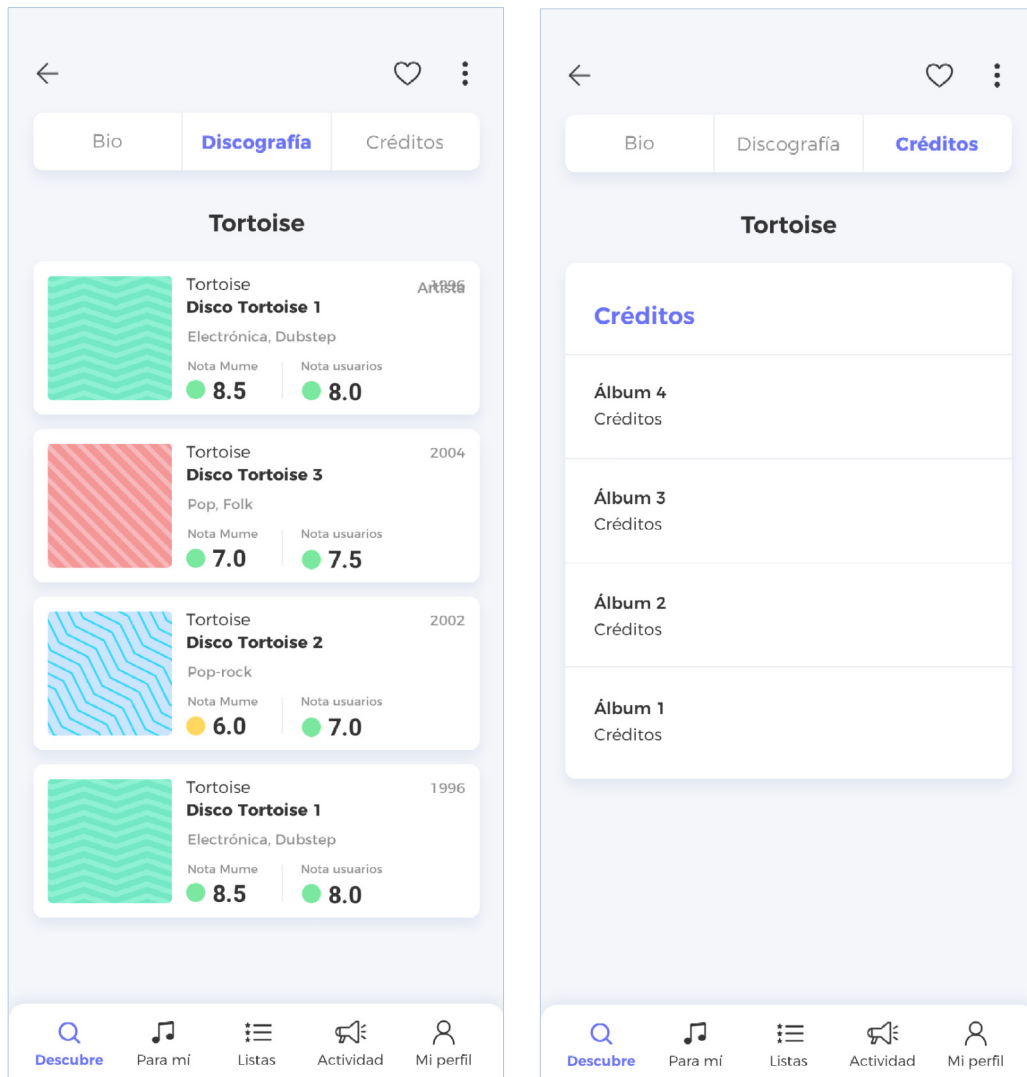 Bio Discografía Créditos
Tortoise
Tortoise 1996
Artista
Disco Tortoise 1
Electrónica, Dubstep
Nota Mume Nota usuarios
8.5 8.0
Tortoise 2004
Disco Tortoise 3
Pop, Folk
Nota Mume Nota usuarios
7.0 7.5
Tortoise 2002
Disco Tortoise 2
Pop-rock
Nota Mume Nota usuarios
6.0 7.0
Tortoise 1996
Disco Tortoise 1
Electrónica, Dubstep
Nota Mume Nota usuarios
8.5 8.0
Descubre Para mí Listas Actividad Mi perfil
Bio Discografía Créditos
Tortoise
Créditos
Álbum 4
Créditos
Álbum 3
Créditos
Álbum 2
Créditos
Álbum 1
Créditos
Descubre Para mí Listas Actividad Mi perfil